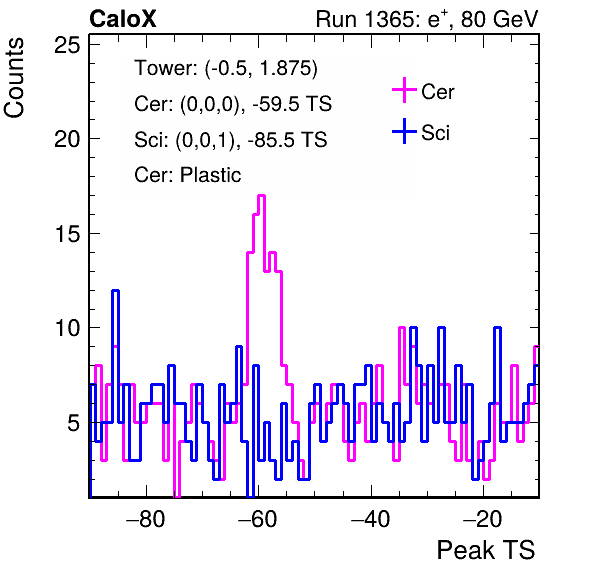 CaloX Run 1365: e+, 80 GeV
Counts
25
20
15
10
5
Tower: (-0.5, 1.875)
Cer: (0,0,0), -59.5 TS
Sci: (0,0,1), -85.5 TS
Cer: Plastic
Cer
Sci
−80 −60 −40 −20
Peak TS